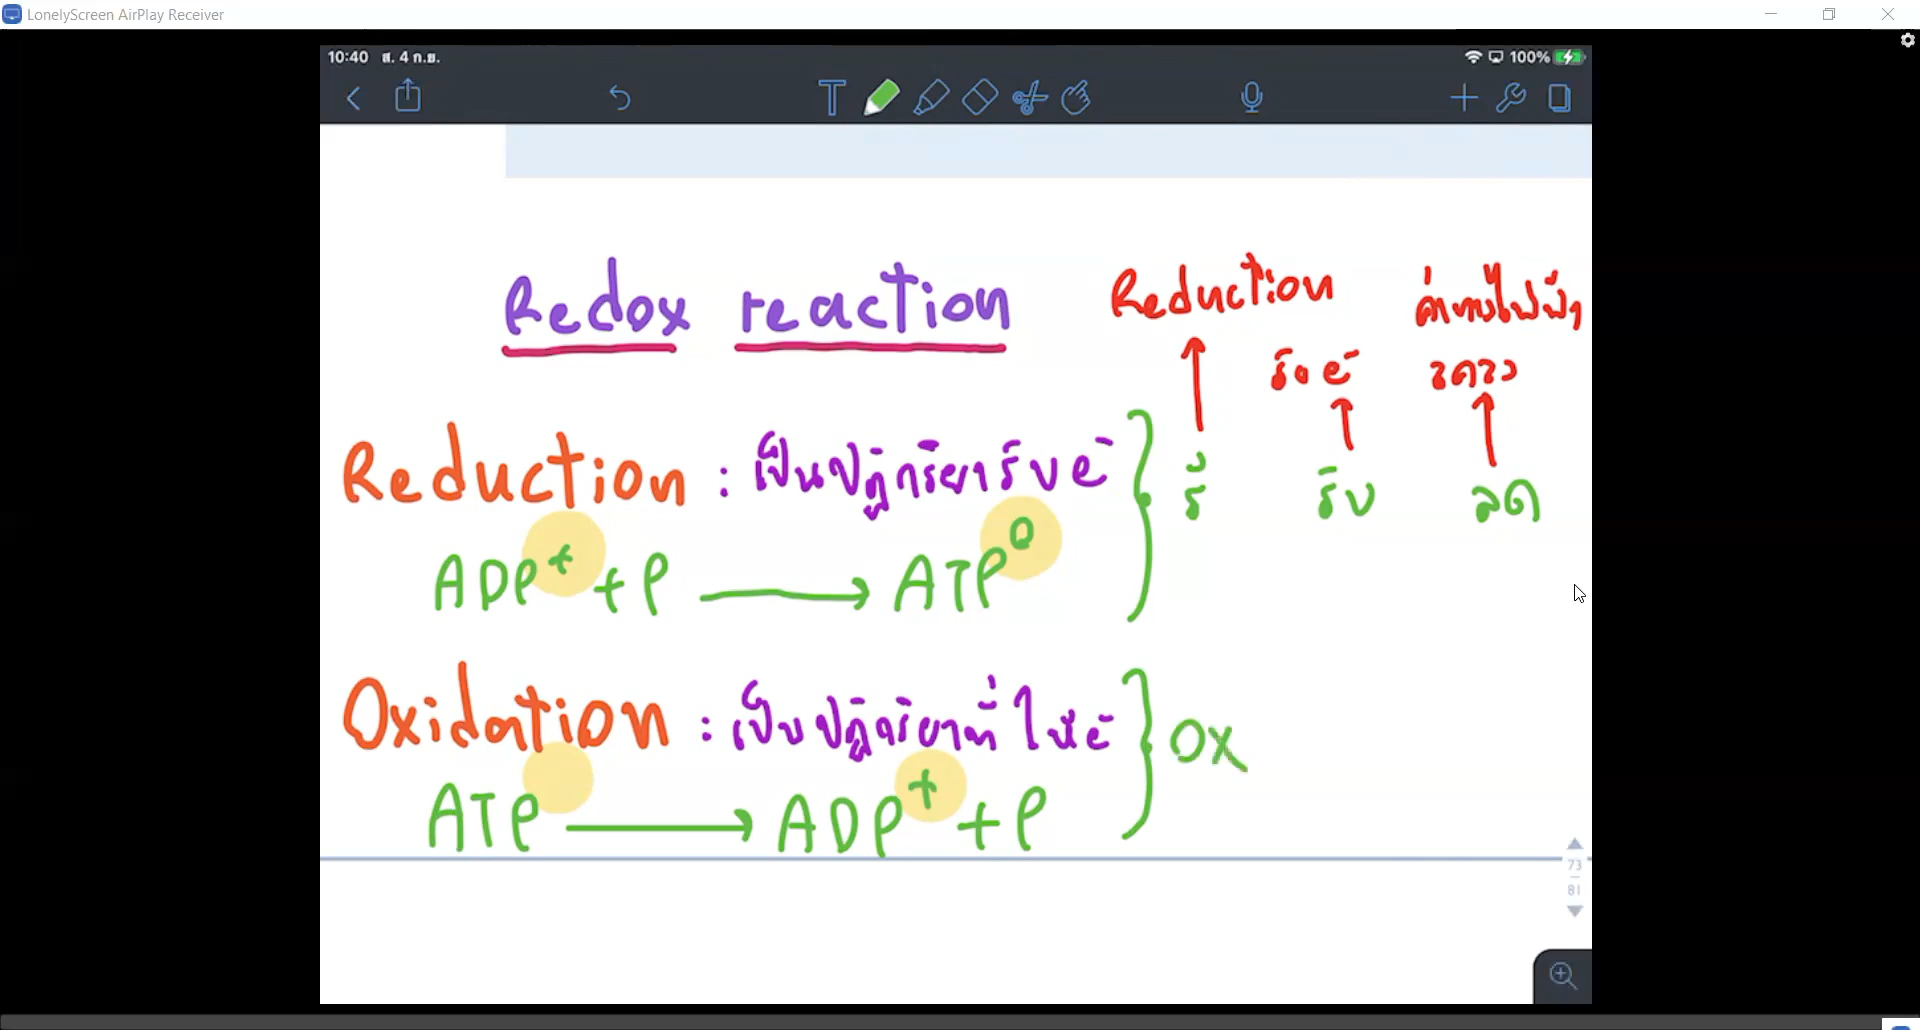 LonelyScreen AirPlay Receiver
10:40 ส. 4 ก.ย.
100%
Redox reaction
Reduction ค่าทางไฟฟ้า
รับ e⁻ ลดลง
รี รับ ลด
Reduction : เป็นปฏิกริยารับ e⁻
ADP⁺ + P → ATP⁰
Oxidation : เป็นปฏิกริยาที่ให้ e⁻
OX
ATP → ADP⁺ + P
73
81